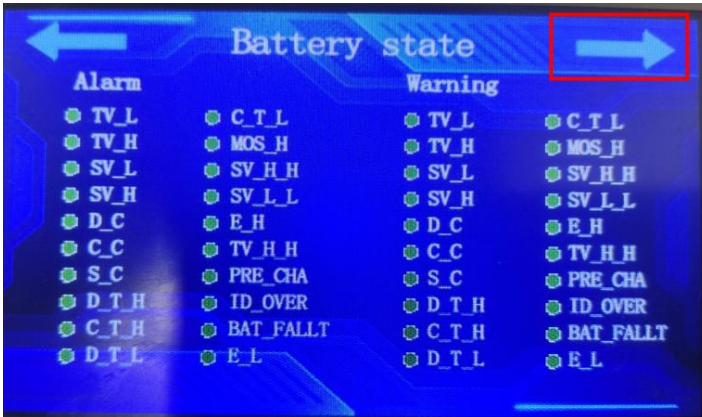 Battery state
Alarm Warning
TV_L C_T_L TV_L C_T_L
TV_H MOS_H TV_H MOS_H
SV_L SV_H_H SV_L SV_H_H
SV_H SV_L_L SV_H SV_L_L
D_C E_H D_C E_H
C_C TV_H_H C_C TV_H_H
S_C PRE_CHA S_C PRE_CHA
D_T_H ID_OVER D_T_H ID_OVER
C_T_H BAT_FALLT C_T_H BAT_FALLT
D_T_L E_L D_T_L E_L